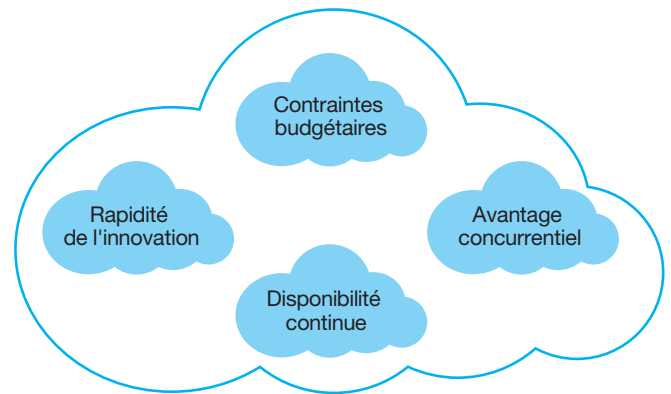 Contraintes
budgétaires
Rapidité
de l'innovation
Avantage
concurrentiel
Disponibilité
continue